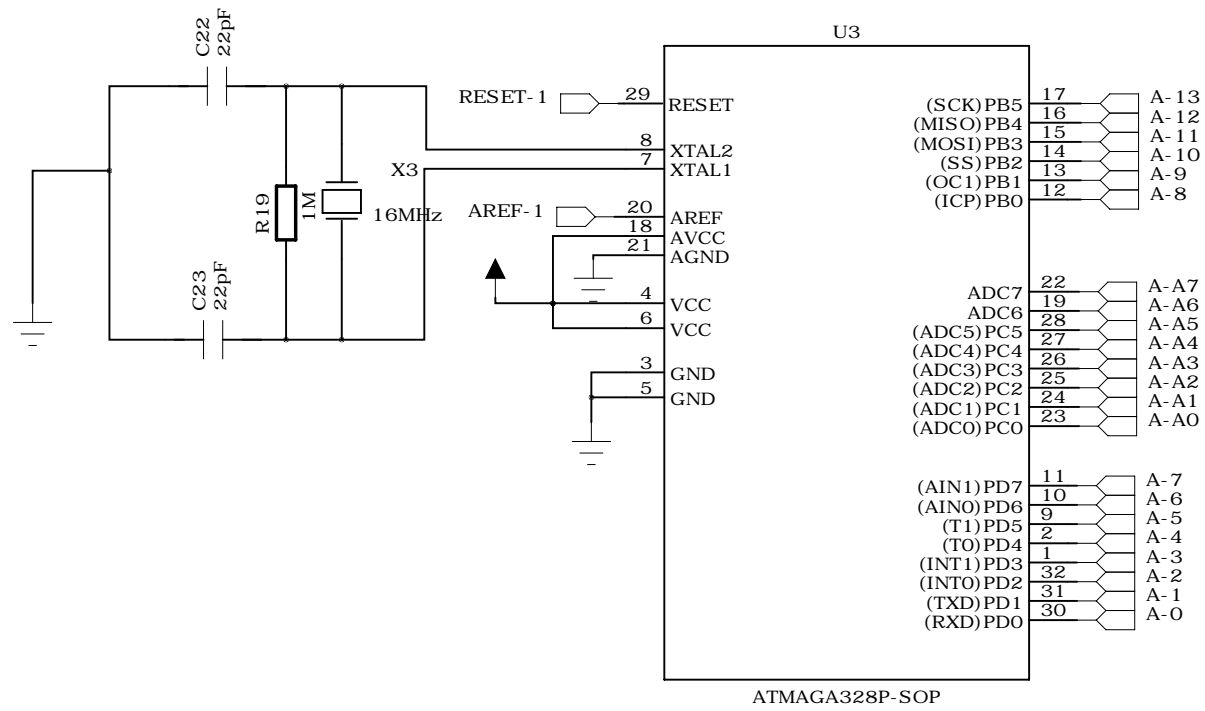 U3
C22
22pF
RESET-1
29
RESET
8
XTAL2
7
XTAL1
X3
R19
1M
16MHz
AREF-1
20
AREF
18
AVCC
21
AGND
C23
22pF
4
VCC
6
VCC
3
GND
5
GND
(SCK)PB5 17 A-13
(MISO)PB4 16 A-12
(MOSI)PB3 15 A-11
(SS)PB2 14 A-10
(OC1)PB1 13 A-9
(ICP)PB0 12 A-8
ADC7 22 A-A7
ADC6 19 A-A6
(ADC5)PC5 28 A-A5
(ADC4)PC4 27 A-A4
(ADC3)PC3 26 A-A3
(ADC2)PC2 25 A-A2
(ADC1)PC1 24 A-A1
(ADC0)PC0 23 A-A0
(AIN1)PD7 11 A-7
(AIN0)PD6 10 A-6
(T1)PD5 9 A-5
(T0)PD4 2 A-4
(INT1)PD3 1 A-3
(INT0)PD2 32 A-2
(TXD)PD1 31 A-1
(RXD)PD0 30 A-0
ATMAGA328P-SOP